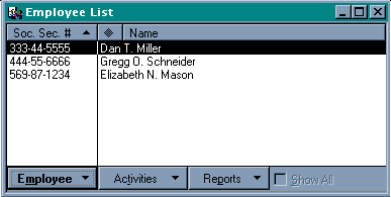 Employee List
Soc. Sec. # Name
333-44-5555 Dan T. Miller
444-55-6666 Gregg O. Schneider
569-87-1234 Elizabeth N. Mason
Employee Activities Reports Show All